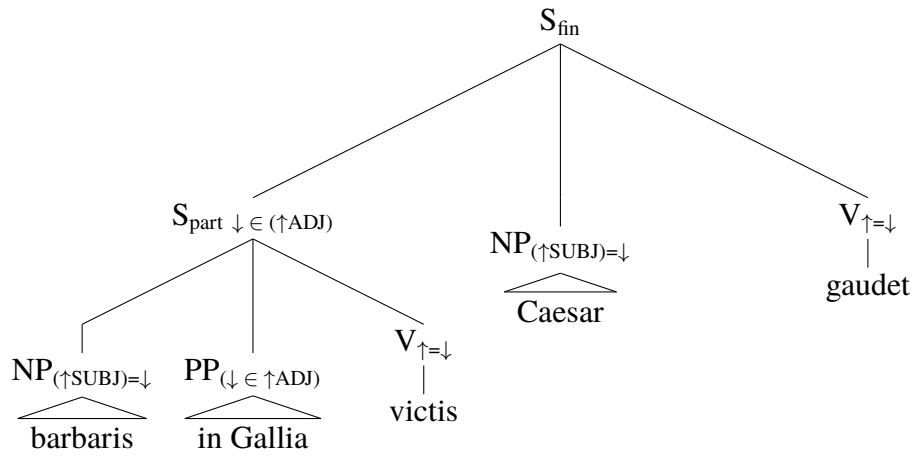 S_fin
S_part ↓ ∈ (↑ADJ)
NP_(↑SUBJ)=↓
Caesar
V_↑=↓
gaudet
NP_(↑SUBJ)=↓
barbaris
PP_(↓ ∈ ↑ADJ)
in Gallia
V_↑=↓
victis